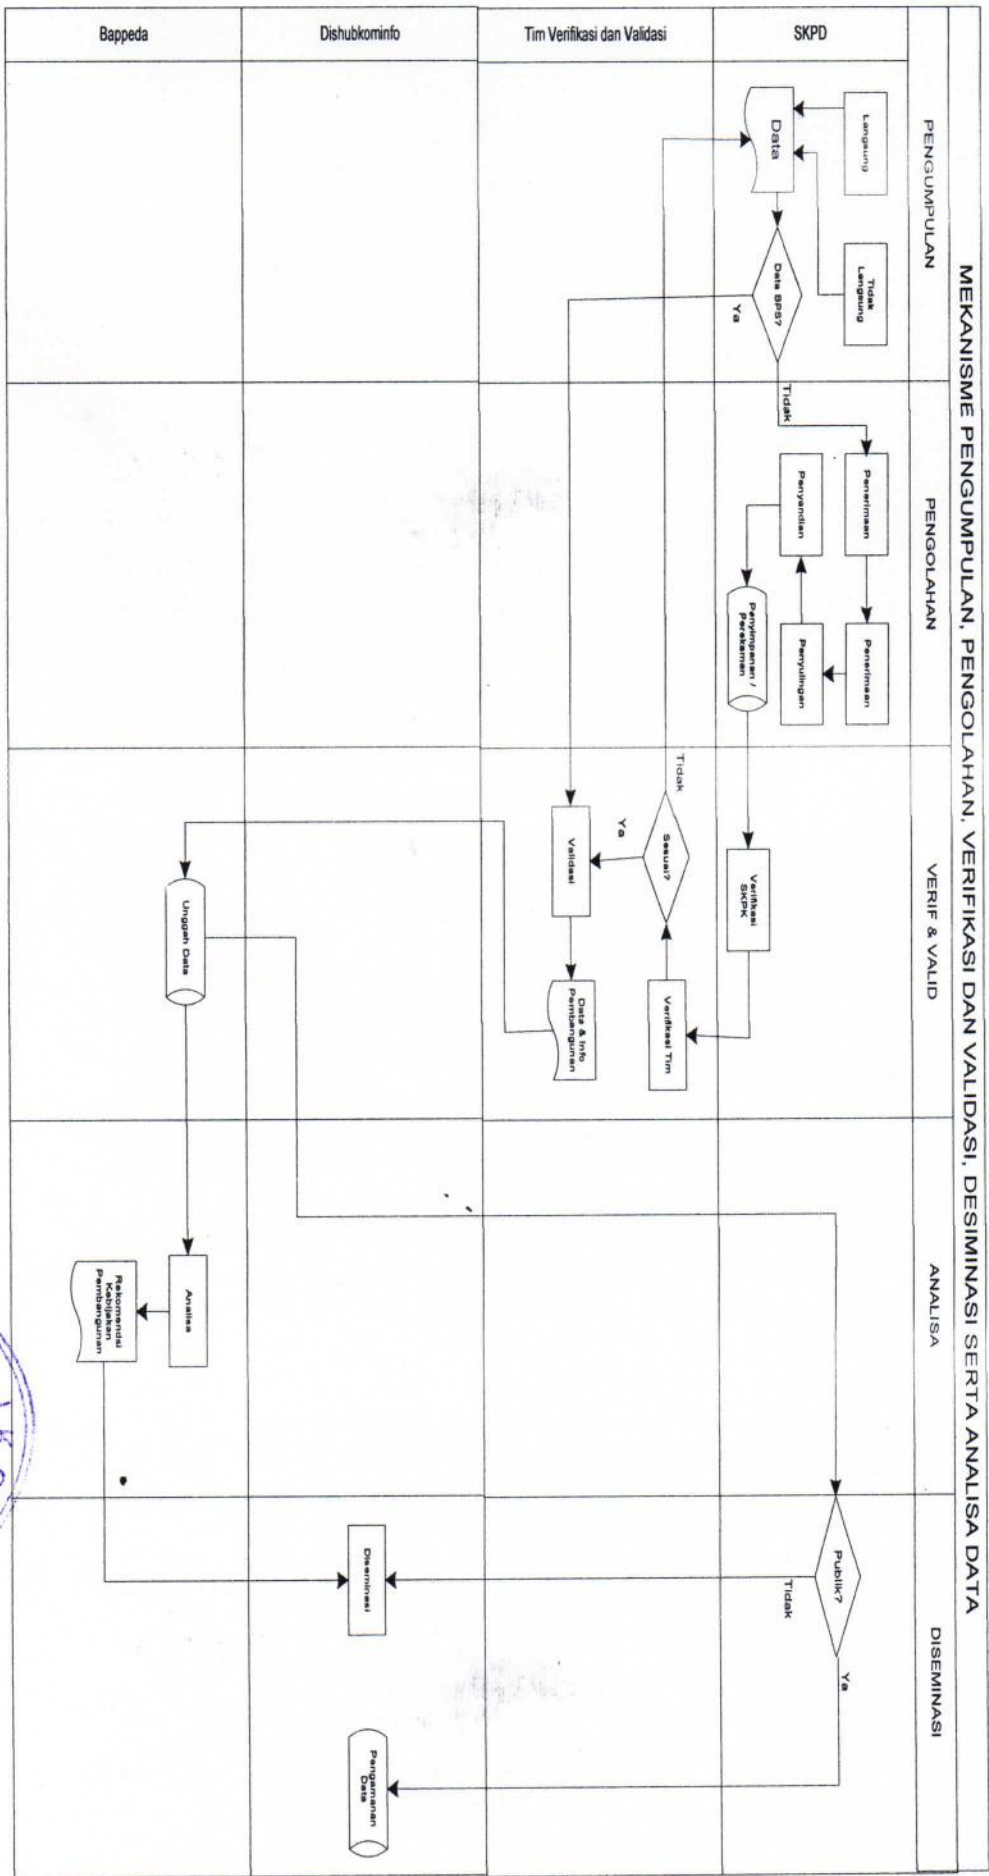 MEKANISME PENGUMPULAN, PENGOLAHAN, VERIFIKASI DAN VALIDASI, DESIMINASI SERTA ANALISA DATA
PENGUMPULAN
PENGOLAHAN
VERIF & VALID
ANALISA
DISEMINASI
SKPD
Langsung
Tidak
Langsung
Data
Data BPS?
Ya
Tidak
Penerimaan
Penerimaan
Penyandian
Penyulingan
Penyimpanan /
Perekaman
Verifikasi
SKPK
Publik?
Tidak
Ya
Tim Verifikasi dan Validasi
Tidak
Sesuai?
Ya
Verifikasi Tim
Validasi
Data & Info
Pembangunan
Dishubkominfo
Diseminasi
Pengamanan
Data
Bappeda
Unggah Data
Analisa
Rekomendsi
Kebijakan
Pembangunan